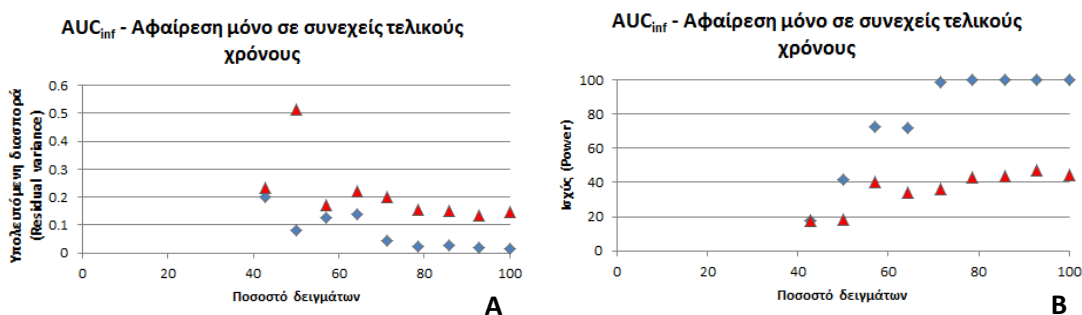 AUCinf - Αφαίρεση μόνο σε συνεχείς τελικούς
χρόνους
Υπολειπόμενη διασπορά
(Residual variance)
0.6
0.5
0.4
0.3
0.2
0.1
0
0 20 40 60 80 100
Ποσοστό δειγμάτων
A
AUCinf - Αφαίρεση μόνο σε συνεχείς τελικούς
χρόνους
Ισχύς (Power)
100
80
60
40
20
0
0 20 40 60 80 100
Ποσοστό δειγμάτων
B